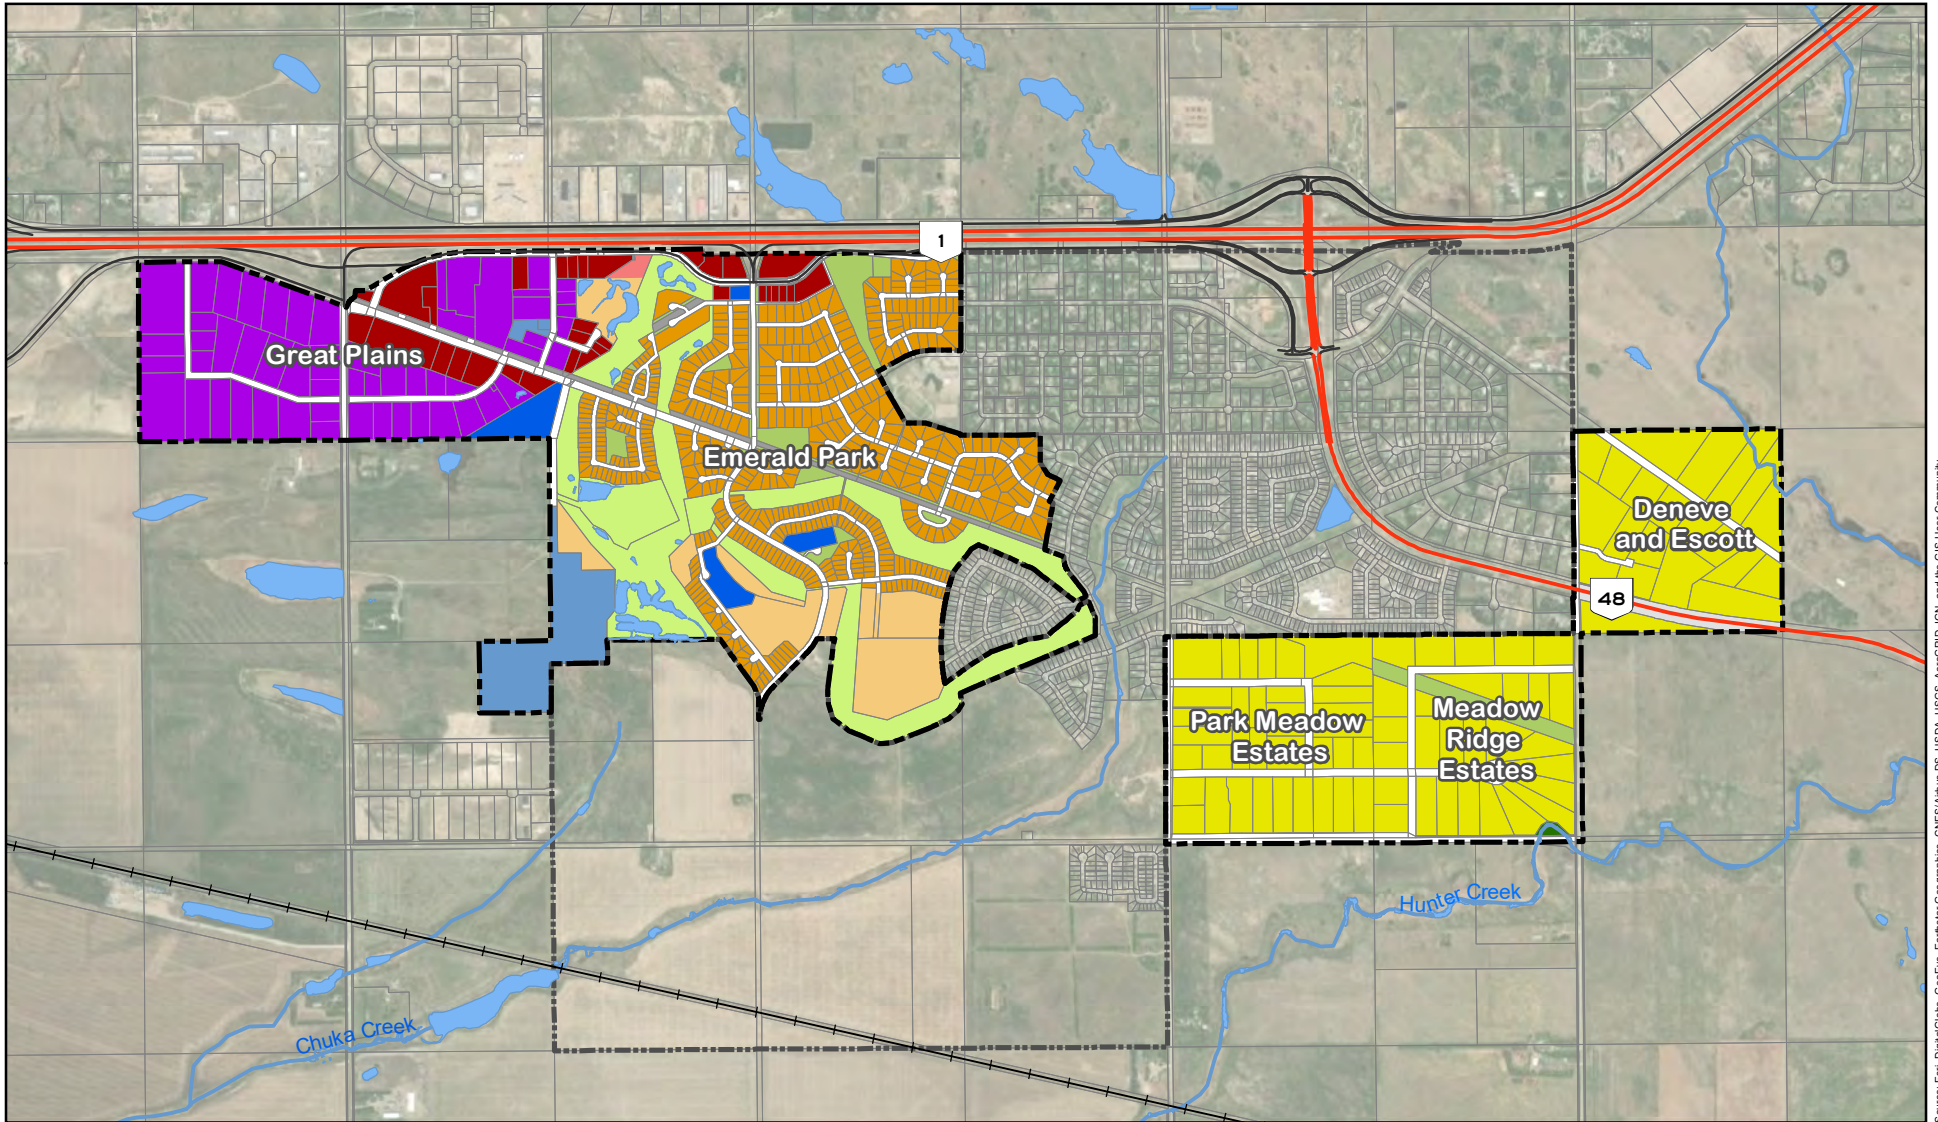 1
Great Plains
Emerald Park
Deneve
and Escott
48
Park Meadow
Estates
Meadow
Ridge
Estates
Hunter Creek
Chuka Creek